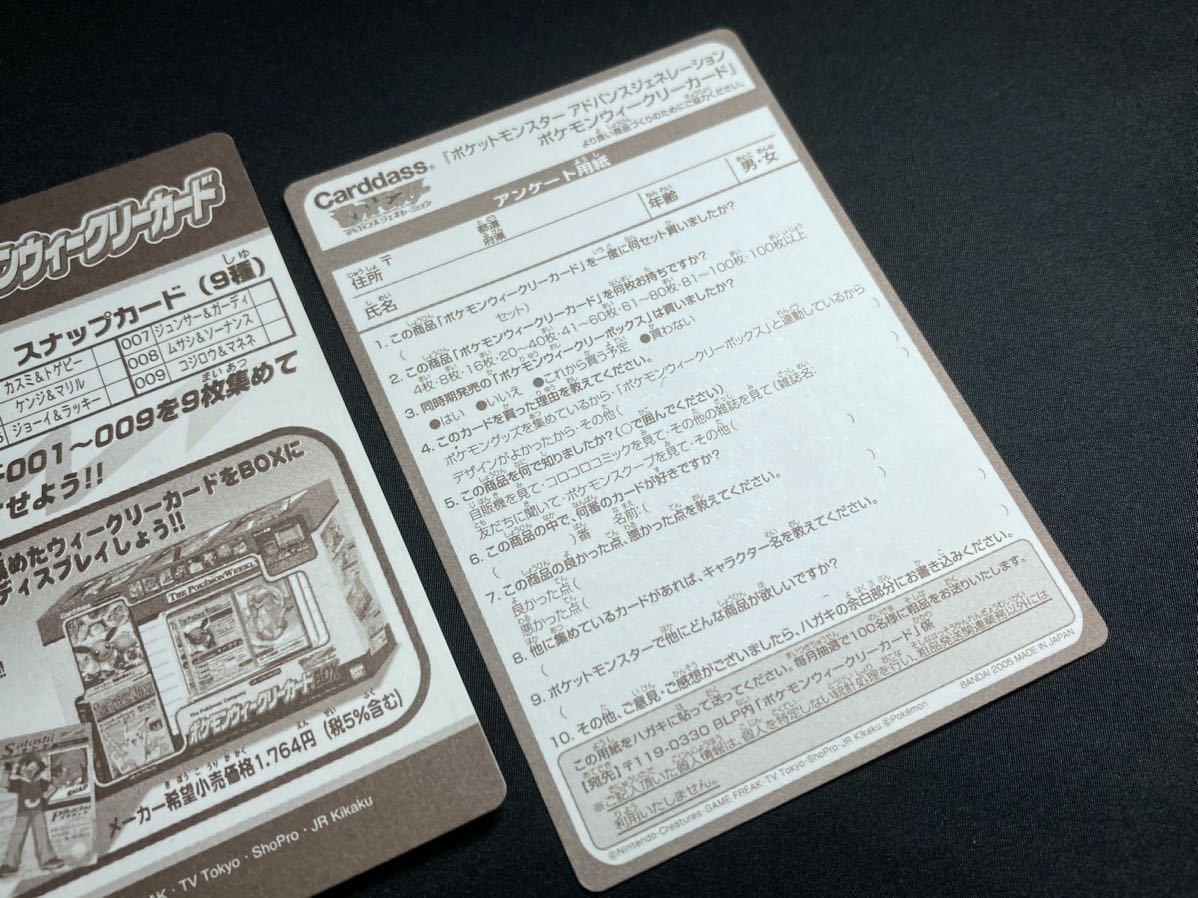 ンウィークリーカード
スナップカード（9種）
カスミ&トゲピー
007 ジュンサー&ガーディ
ケンジ&マリル
008 ムサシ&ソーナンス
ジョーイ&ラッキー
009 コジロウ&マネネ
001〜009を9枚集めて
せよう!!
めたウィークリーカードをBOXに
ディスプレイしよう!!
THE POKÉMON WEEKLY
The Pokémon Company
ポケモンウィークリーカードBOX
Satoshi
Pikachu
メーカー希望小売価格1,764円（税5%含む）
AK・TV Tokyo・ShoPro・JR Kikaku
Carddass®
アドバンスジェネレーション
「ポケットモンスター アドバンスジェネレーション
ポケモンウィークリーカード」
より良い商品づくりのためにご協力ください。
アンケート用紙
住所 〒 都道府県
年齢
男・女
氏名
1. この商品「ポケモンウィークリーカード」を一度に何セット買いましたか?
( セット)
2. この商品「ポケモンウィークリーカード」を何枚お持ちですか?
4枚・8枚・16枚・20〜40枚・41〜60枚・61〜80枚・81〜100枚・100枚以上
3. 同時期発売の「ポケモンウィークリーボックス」は買いましたか?
●はい ●いいえ ●これから買う予定 ●買わない
4. このカードを買った理由を教えてください。
ポケモングッズを集めているから・「ポケモンウィークリーボックス」と連動しているから
デザインがよかったから・その他( )
5. この商品を何で知りましたか?(○で囲んでください)
自販機を見て・コロコロコミックを見て・その他の雑誌を見て(雑誌名: )
友だちに聞いて・ポケモンスクープを見て・その他( )
6. この商品の中で、何番のカードが好きですか?
( )番 名前:( )
7. この商品の良かった点、悪かった点を教えてください。
良かった点( )
悪かった点( )
8. 他に集めているカードがあれば、キャラクター名を教えてください。
( )
9. ポケットモンスターで他にどんな商品が欲しいですか?
( )
10. その他、ご意見・ご感想がございましたら、ハガキの余白部分にお書き込みください。
この用紙をハガキに貼って送ってください。毎月抽選で100名様に粗品をお送りいたします。
【宛先】〒119-0330 BLP内「ポケモンウィークリーカード」係
※ご記入頂いた個人情報は、個人を特定しない統計処理を行い、粗品発送関連業務以外には
利用いたしません。
©Nintendo・Creatures・GAME FREAK・TV Tokyo・ShoPro・JR Kikaku ©Pokémon
BANDAI 2005 MADE IN JAPAN